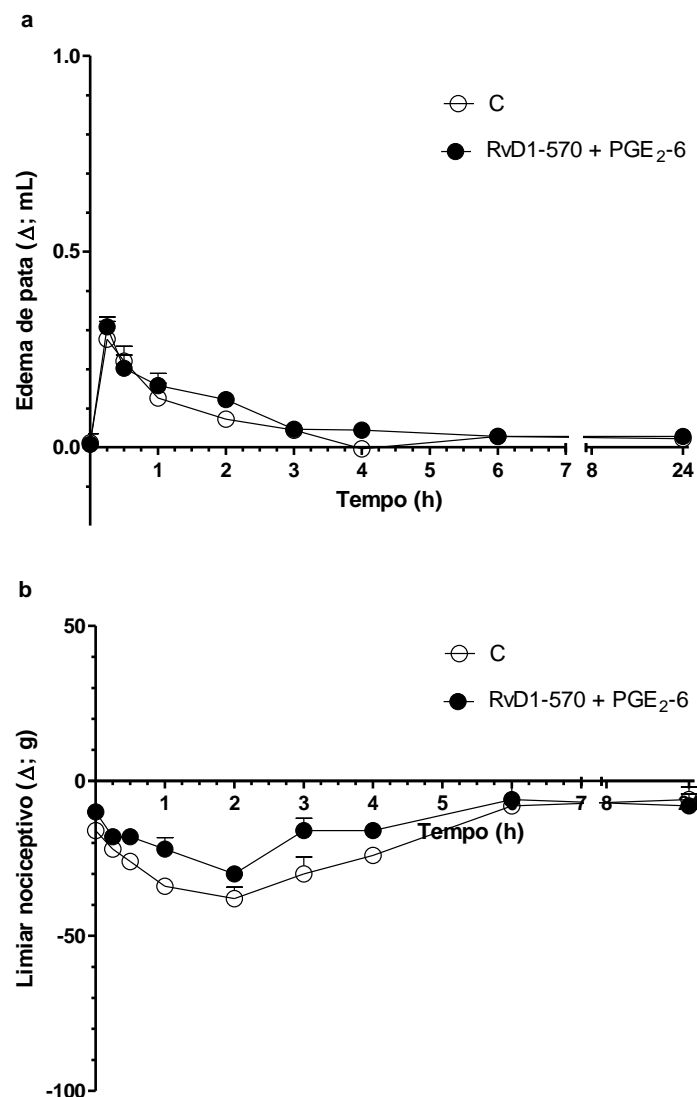 a
1.0
C
RvD1-570 + PGE2-6
0.5
Edema de pata (Δ; mL)
0.0
1 2 3 4 5 6 7 8 24
Tempo (h)
b
50
C
RvD1-570 + PGE2-6
0
1 2 3 4 6 7 8
Tempo (h)
Limiar nociceptivo (Δ; g)
-50
-100